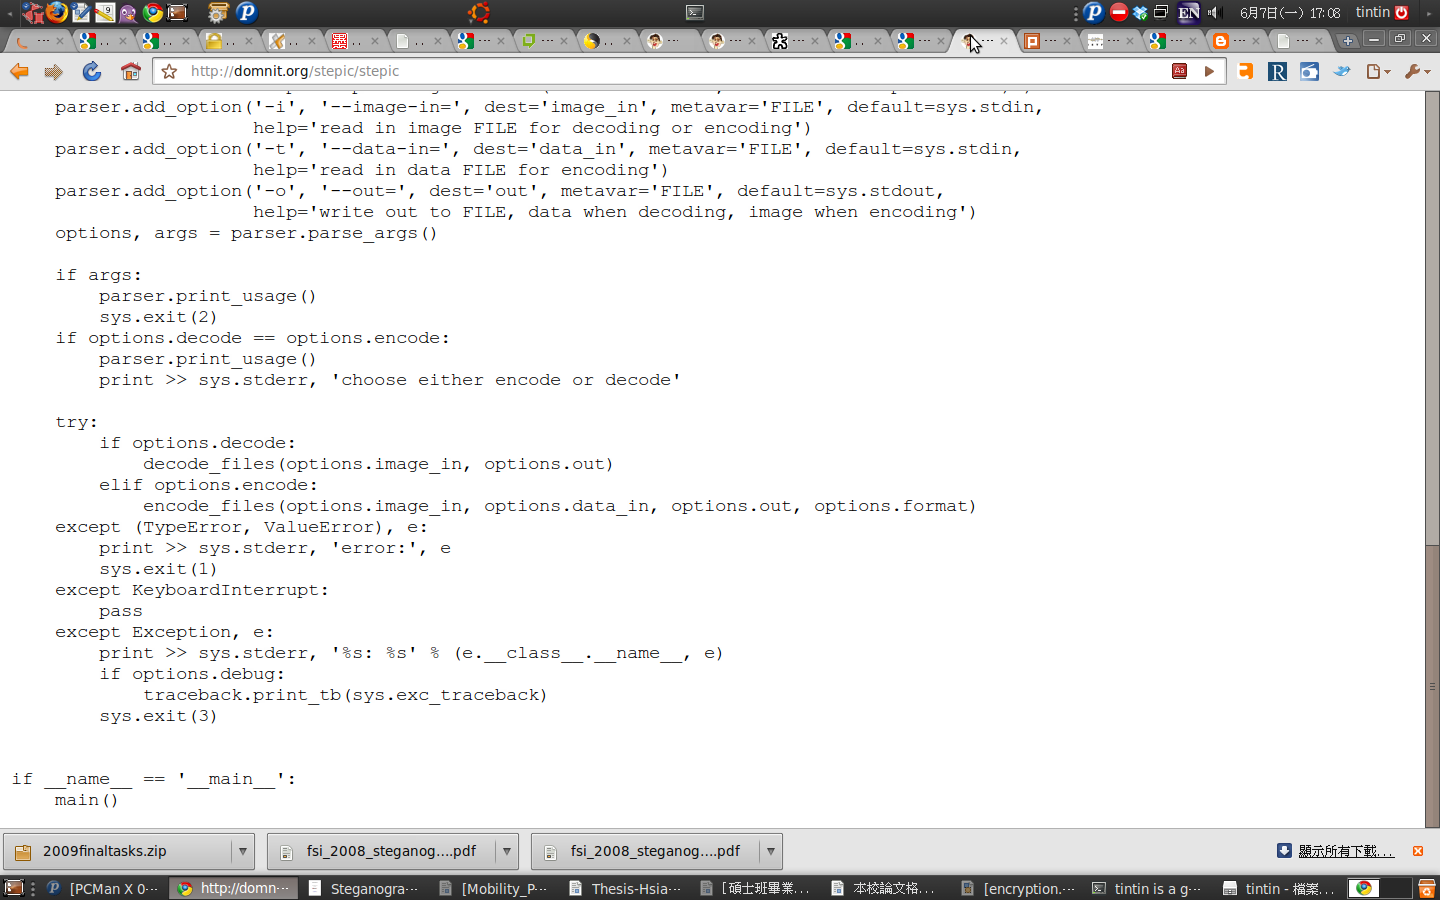 6月7日(一) 17:08 tintin
http://domnit.org/stepic/stepic
parser.add_option('-i', '--image-in=', dest='image_in', metavar='FILE', default=sys.stdin,
help='read in image FILE for decoding or encoding')
parser.add_option('-t', '--data-in=', dest='data_in', metavar='FILE', default=sys.stdin,
help='read in data FILE for encoding')
parser.add_option('-o', '--out=', dest='out', metavar='FILE', default=sys.stdout,
help='write out to FILE, data when decoding, image when encoding')
options, args = parser.parse_args()
if args:
parser.print_usage()
sys.exit(2)
if options.decode == options.encode:
parser.print_usage()
print >> sys.stderr, 'choose either encode or decode'
try:
if options.decode:
decode_files(options.image_in, options.out)
elif options.encode:
encode_files(options.image_in, options.data_in, options.out, options.format)
except (TypeError, ValueError), e:
print >> sys.stderr, 'error:', e
sys.exit(1)
except KeyboardInterrupt:
pass
except Exception, e:
print >> sys.stderr, '%s: %s' % (e.__class__.__name__, e)
if options.debug:
traceback.print_tb(sys.exc_traceback)
sys.exit(3)
if __name__ == '__main__':
main()
2009finaltasks.zip fsi_2008_steganog....pdf fsi_2008_steganog....pdf 顯示所有下載...
[PCMan X 0... http://domn... Steganogra... [Mobility_P... Thesis-Hsia... [碩士班畢業... 本校論文格... [encryption.... tintin is a g... tintin - 檔案...